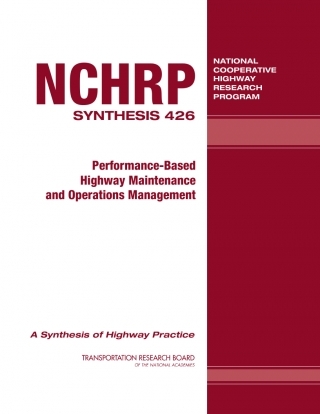 NCHRP
SYNTHESIS 426
NATIONAL
COOPERATIVE
HIGHWAY
RESEARCH
PROGRAM
Performance-Based
Highway Maintenance
and Operations Management
A Synthesis of Highway Practice
TRANSPORTATION RESEARCH BOARD
OF THE NATIONAL ACADEMIES